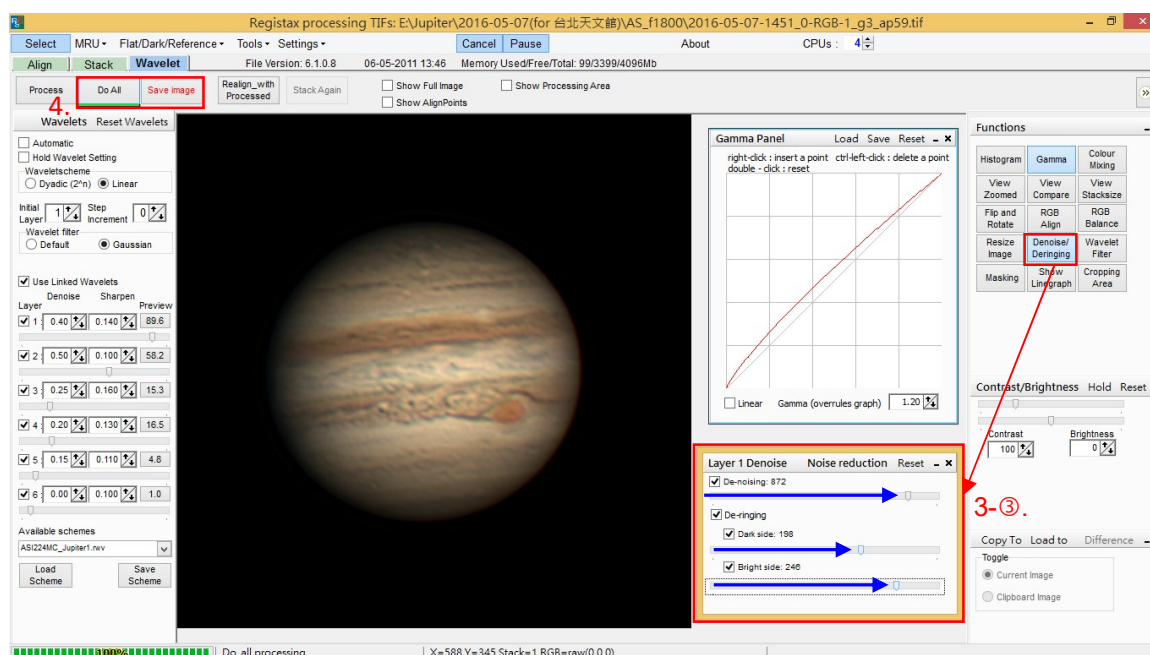 Registax processing TIFs: E:\Jupiter\2016-05-07(for 台北天文館)\AS_f1800\2016-05-07-1451_0-RGB-1_g3_ap59.tif
Select MRU Flat/Dark/Reference Tools Settings Cancel Pause About CPUs : 4
Align Stack Wavelet File Version: 6.1.0.8 06-05-2011 13:46 Memory Used/Free/Total: 99/3399/4096Mb
Process Do All Save image Realign_with Processed Stack Again Show Full Image Show Processing Area
Show AlignPoints
4.
Wavelets Reset Wavelets
Automatic
Hold Wavelet Setting
Waveletscheme
Dyadic (2^n) Linear
Initial Layer 1 Step Increment 0
Wavelet filter
Default Gaussian
Use Linked Wavelets
Denoise Sharpen
Layer Preview
1 : 0.40 0.140 89.6
2 : 0.50 0.100 58.2
3 : 0.25 0.160 15.3
4 : 0.20 0.130 16.5
5 : 0.15 0.110 4.8
6 : 0.00 0.100 1.0
Available schemes
ASI224MC_Jupiter1.rwv
Load Scheme Save Scheme
Gamma Panel Load Save Reset
right-click : insert a point ctrl-left-click : delete a point
double - click : reset
Linear Gamma (overrules graph) 1.20
Layer 1 Denoise Noise reduction Reset
De-noising: 872
De-ringing
Dark side: 198
Bright side: 246
Functions
Histogram Gamma Colour Mixing
View Zoomed View Compare View Stacksize
Flip and Rotate RGB Align RGB Balance
Resize Image Denoise/ Deringing Wavelet Filter
Masking Show Linegraph Cropping Area
Contrast/Brightness Hold Reset
Contrast Brightness
100 0
3-③.
Copy To Load to Difference
Toggle
Current Image
Clipboard Image
100% Do_all processing X=588 Y=345 Stack=1 RGB=raw(0,0,0)